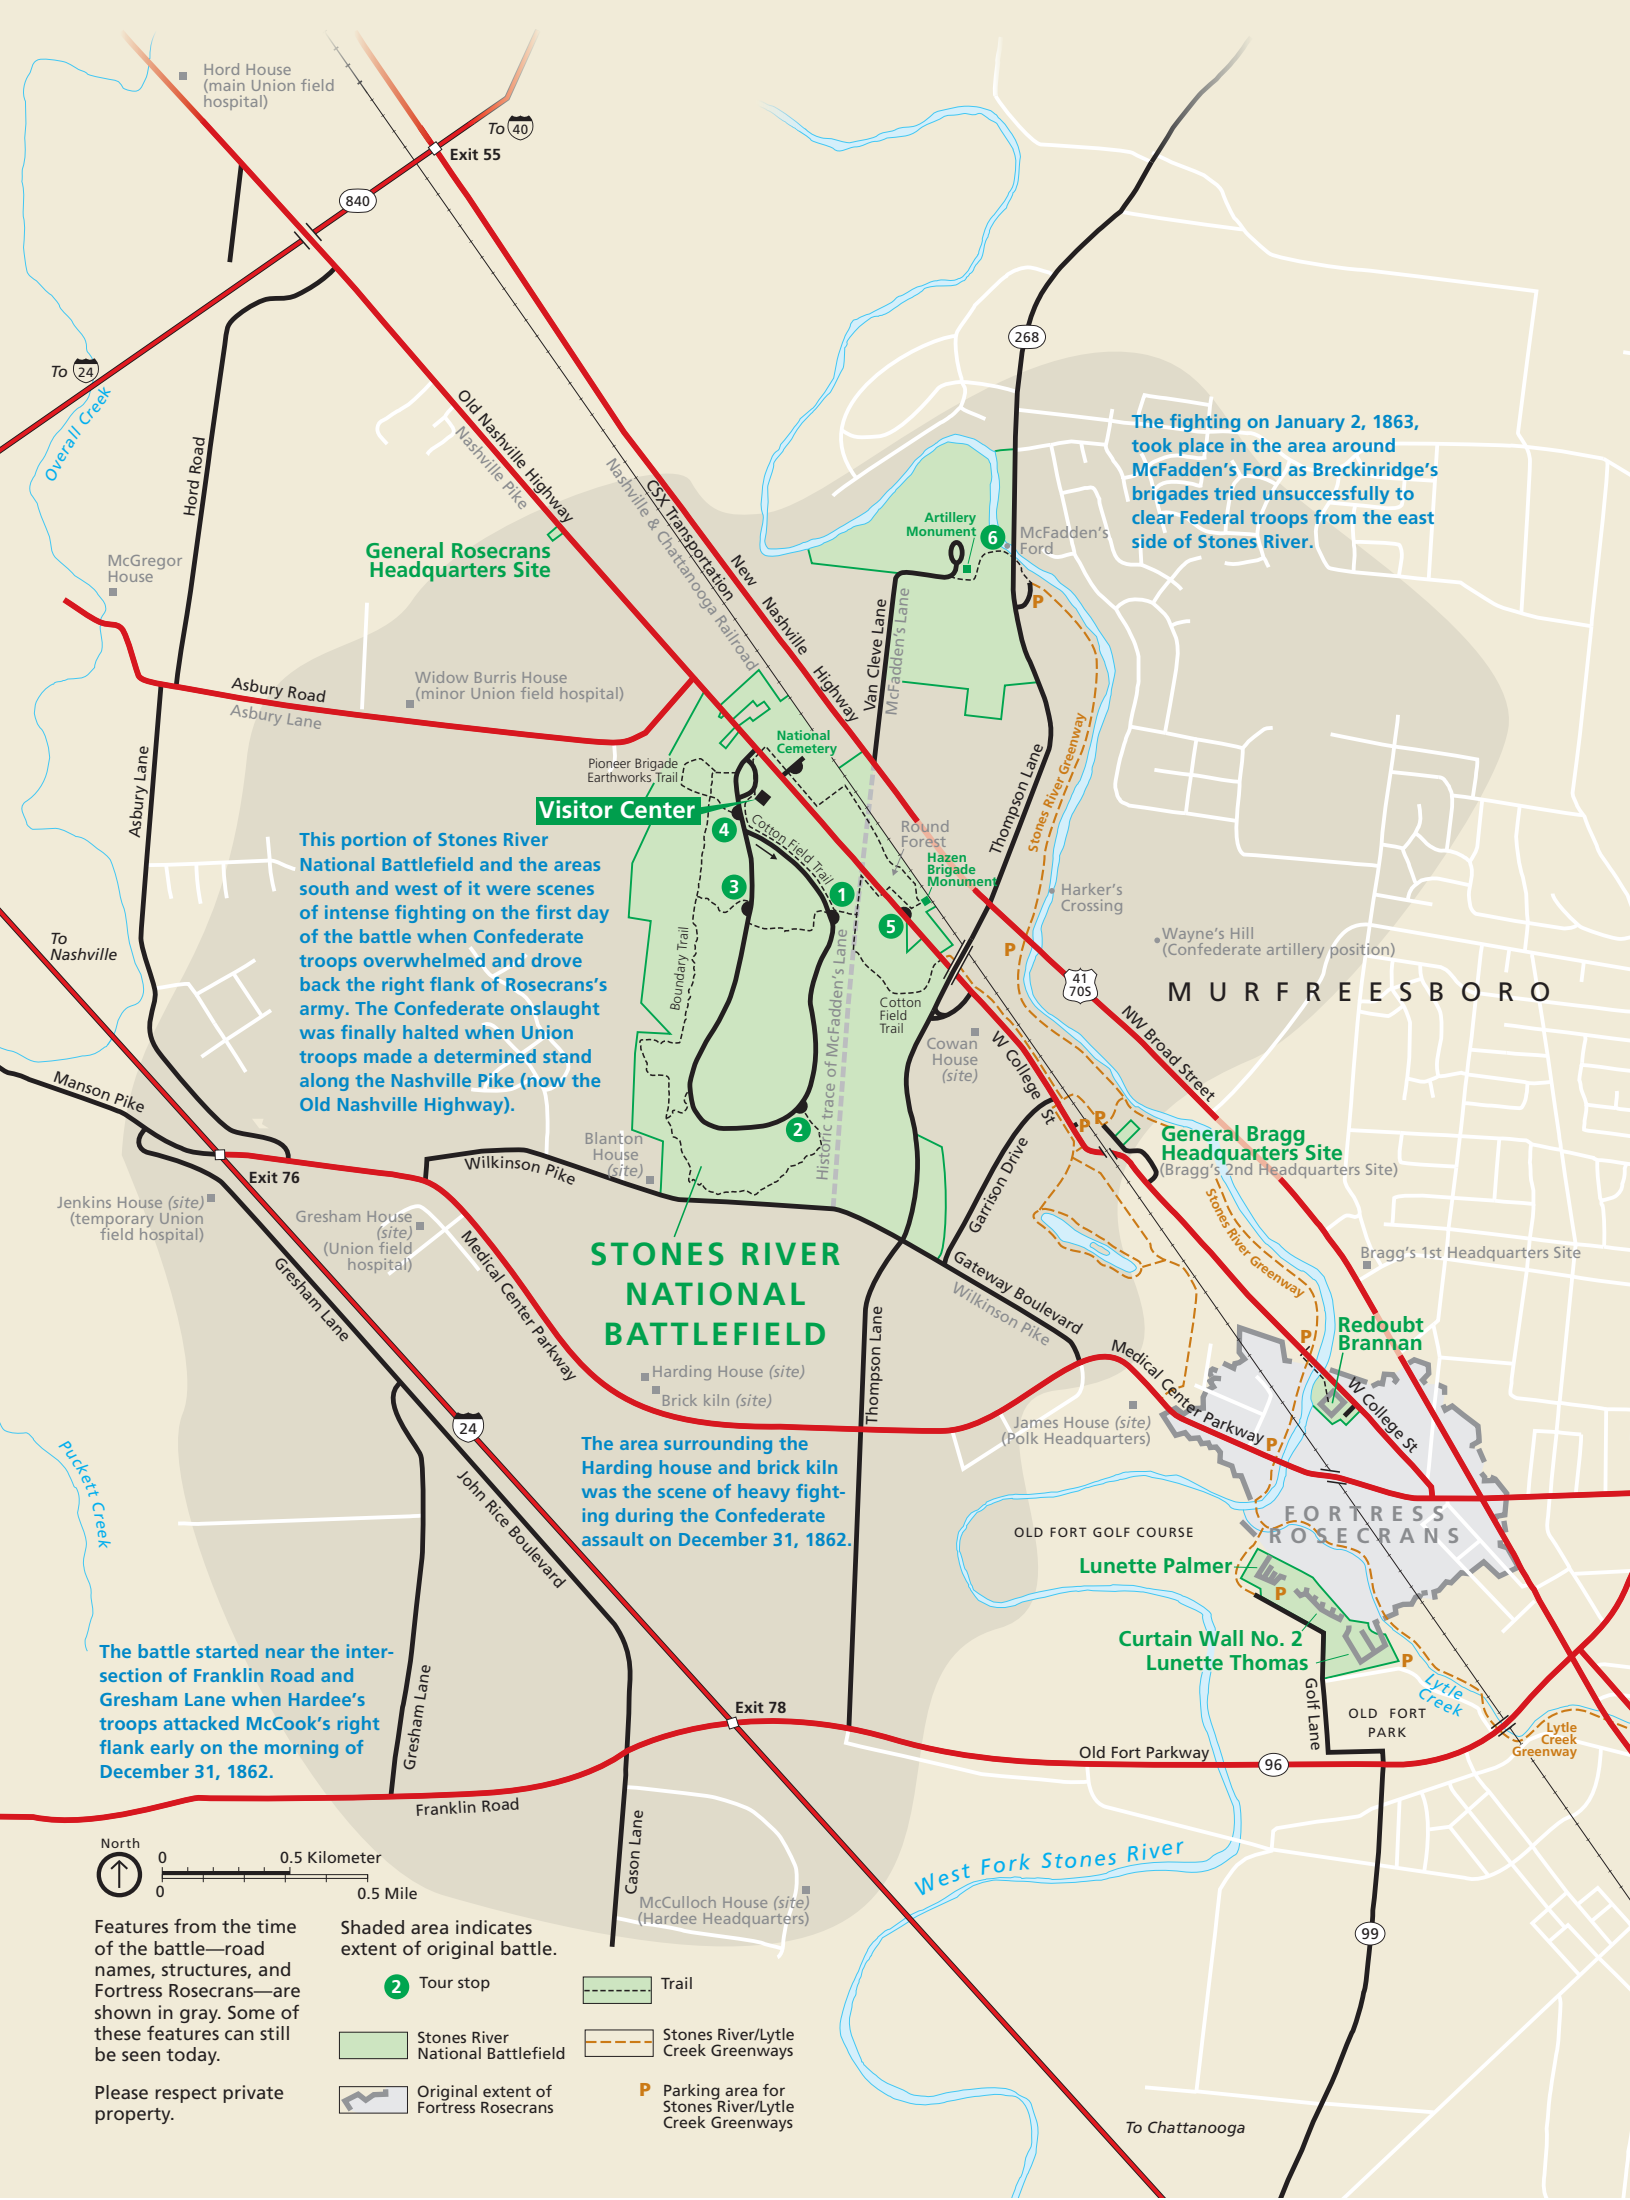 Hord House
(main Union field
hospital)
To 40
Exit 55
840
268
To 24
Overall Creek
Hord Road
Old Nashville Highway
Nashville Pike
CSX Transportation
Nashville & Chattanooga Railroad
New Nashville Highway
The fighting on January 2, 1863,
took place in the area around
McFadden's Ford as Breckinridge's
brigades tried unsuccessfully to
clear Federal troops from the east
side of Stones River.
Artillery
Monument
6
McFadden's
Ford
P
General Rosecrans
Headquarters Site
McGregor
House
Van Cleve Lane
McFadden's Lane
Asbury Road
Asbury Lane
Widow Burris House
(minor Union field hospital)
Asbury Lane
Pioneer Brigade
Earthworks Trail
National
Cemetery
Thompson Lane
Stones River Greenway
Visitor Center
4
Cotton Field Trail
Round
Forest
Hazen
Brigade
Monument
3
1
5
Harker's
Crossing
Wayne's Hill
(Confederate artillery position)
P
MURFREESBORO
41
70S
NW Broad Street
This portion of Stones River
National Battlefield and the areas
south and west of it were scenes
of intense fighting on the first day
of the battle when Confederate
troops overwhelmed and drove
back the right flank of Rosecrans's
army. The Confederate onslaught
was finally halted when Union
troops made a determined stand
along the Nashville Pike (now the
Old Nashville Highway).
To
Nashville
Boundary Trail
Historic trace of McFadden's Lane
Cotton
Field
Trail
Cowan
House
(site)
W College St
Manson Pike
2
P
P
General Bragg
Headquarters Site
(Bragg's 2nd Headquarters Site)
Blanton
House
(site)
Wilkinson Pike
Exit 76
Garrison Drive
Stones River Greenway
Jenkins House (site)
(temporary Union
field hospital)
Gresham House
(site)
(Union field
hospital)
Gresham Lane
Medical Center Parkway
STONES RIVER
NATIONAL
BATTLEFIELD
Gateway Boulevard
Wilkinson Pike
Bragg's 1st Headquarters Site
Redoubt
Brannan
P
Thompson Lane
Harding House (site)
Brick kiln (site)
Medical Center Parkway
W College St
James House (site)
(Polk Headquarters)
P
24
Puckett Creek
The area surrounding the
Harding house and brick kiln
was the scene of heavy fight-
ing during the Confederate
assault on December 31, 1862.
John Rice Boulevard
FORTRESS
ROSECRANS
OLD FORT GOLF COURSE
Lunette Palmer
P
Curtain Wall No. 2
Lunette Thomas
P
Golf Lane
Lytle
Creek
OLD FORT
PARK
Lytle
Creek
Greenway
The battle started near the inter-
section of Franklin Road and
Gresham Lane when Hardee's
troops attacked McCook's right
flank early on the morning of
December 31, 1862.
Gresham Lane
Exit 78
Old Fort Parkway
96
Franklin Road
Cason Lane
West Fork Stones River
McCulloch House (site)
(Hardee Headquarters)
99
To Chattanooga
North
0 0.5 Kilometer
0 0.5 Mile
Features from the time
of the battle—road
names, structures, and
Fortress Rosecrans—are
shown in gray. Some of
these features can still
be seen today.
Please respect private
property.
Shaded area indicates
extent of original battle.
2 Tour stop
Trail
Stones River
National Battlefield
Stones River/Lytle
Creek Greenways
Original extent of
Fortress Rosecrans
P Parking area for
Stones River/Lytle
Creek Greenways